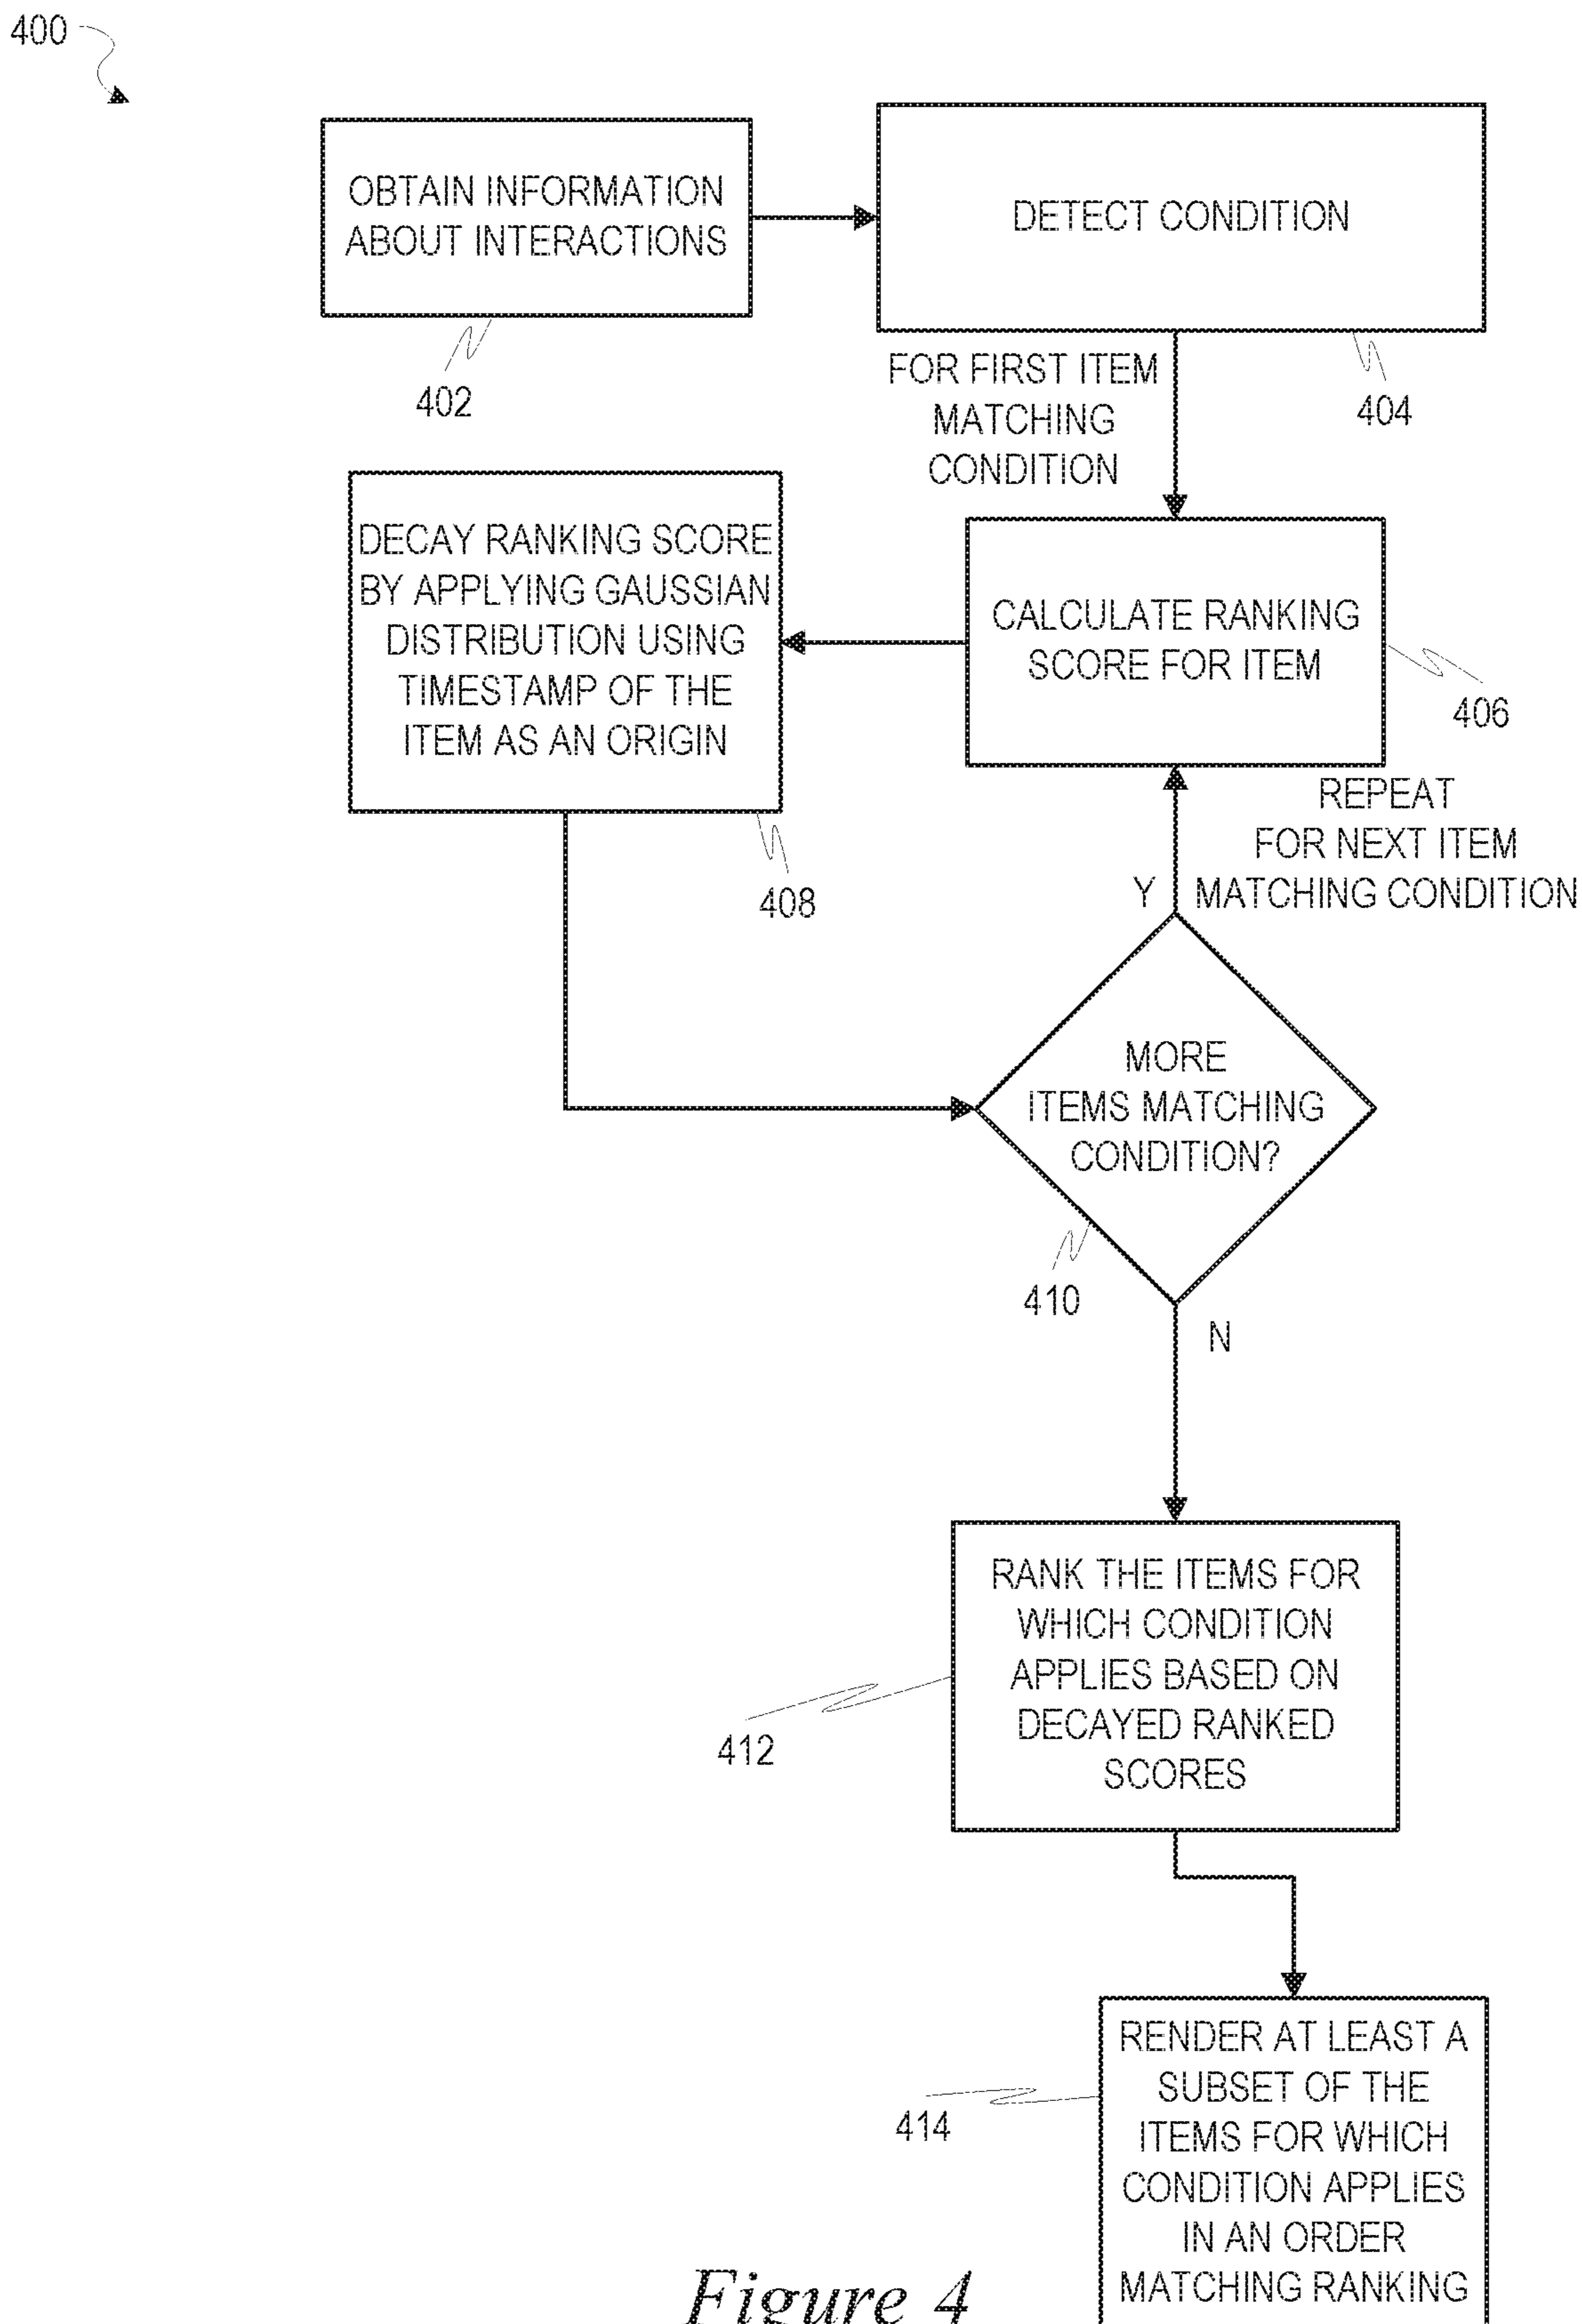 400
OBTAIN INFORMATION
ABOUT INTERACTIONS
402
DETECT CONDITION
404
FOR FIRST ITEM
MATCHING
CONDITION
CALCULATE RANKING
SCORE FOR ITEM
406
DECAY RANKING SCORE
BY APPLYING GAUSSIAN
DISTRIBUTION USING
TIMESTAMP OF THE
ITEM AS AN ORIGIN
408
REPEAT
FOR NEXT ITEM
MATCHING CONDITION
Y
MORE
ITEMS MATCHING
CONDITION?
410
N
RANK THE ITEMS FOR
WHICH CONDITION
APPLIES BASED ON
DECAYED RANKED
SCORES
412
RENDER AT LEAST A
SUBSET OF THE
ITEMS FOR WHICH
CONDITION APPLIES
IN AN ORDER
MATCHING RANKING
414
Figure 4